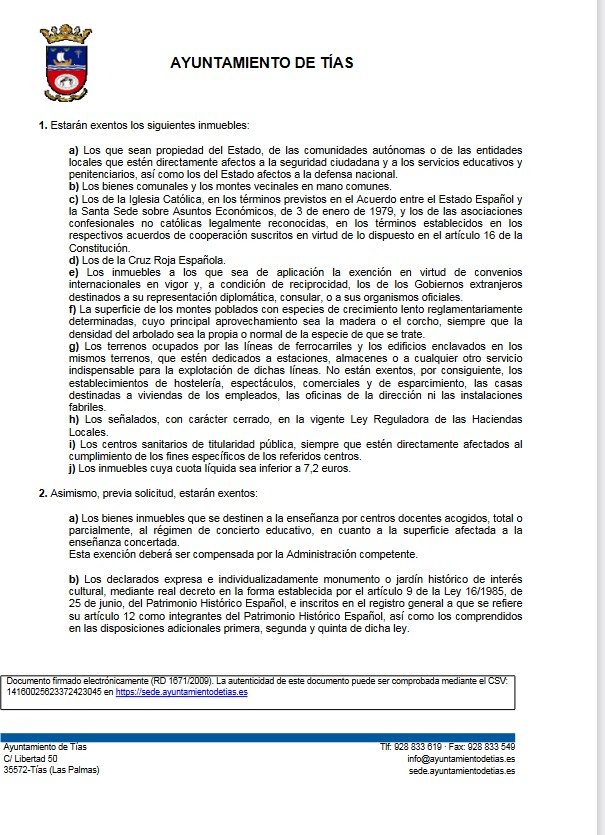 AYUNTAMIENTO DE TÍAS
1. Estarán exentos los siguientes inmuebles:
a) Los que sean propiedad del Estado, de las comunidades autónomas o de las entidades
locales que estén directamente afectos a la seguridad ciudadana y a los servicios educativos y
penitenciarios, así como los del Estado afectos a la defensa nacional.
b) Los bienes comunales y los montes vecinales en mano comunes.
c) Los de la Iglesia Católica, en los términos previstos en el Acuerdo entre el Estado Español y
la Santa Sede sobre Asuntos Económicos, de 3 de enero de 1979, y los de las asociaciones
confesionales no católicas legalmente reconocidas, en los términos establecidos en los
respectivos acuerdos de cooperación suscritos en virtud de lo dispuesto en el artículo 16 de la
Constitución.
d) Los de la Cruz Roja Española.
e) Los inmuebles a los que sea de aplicación la exención en virtud de convenios
internacionales en vigor y, a condición de reciprocidad, los de los Gobiernos extranjeros
destinados a su representación diplomática, consular, o a sus organismos oficiales.
f) La superficie de los montes poblados con especies de crecimiento lento reglamentariamente
determinadas, cuyo principal aprovechamiento sea la madera o el corcho, siempre que la
densidad del arbolado sea la propia o normal de la especie de que se trate.
g) Los terrenos ocupados por las líneas de ferrocarriles y los edificios enclavados en los
mismos terrenos, que estén dedicados a estaciones, almacenes o a cualquier otro servicio
indispensable para la explotación de dichas líneas. No están exentos, por consiguiente, los
establecimientos de hostelería, espectáculos, comerciales y de esparcimiento, las casas
destinadas a viviendas de los empleados, las oficinas de la dirección ni las instalaciones
fabriles.
h) Los señalados, con carácter cerrado, en la vigente Ley Reguladora de las Haciendas
Locales.
i) Los centros sanitarios de titularidad pública, siempre que estén directamente afectados al
cumplimiento de los fines específicos de los referidos centros.
j) Los inmuebles cuya cuota líquida sea inferior a 7,2 euros.
2. Asimismo, previa solicitud, estarán exentos:
a) Los bienes inmuebles que se destinen a la enseñanza por centros docentes acogidos, total o
parcialmente, al régimen de concierto educativo, en cuanto a la superficie afectada a la
enseñanza concertada.
Esta exención deberá ser compensada por la Administración competente.
b) Los declarados expresa e individualizadamente monumento o jardín histórico de interés
cultural, mediante real decreto en la forma establecida por el artículo 9 de la Ley 16/1985, de
25 de junio, del Patrimonio Histórico Español, e inscritos en el registro general a que se refiere
su artículo 12 como integrantes del Patrimonio Histórico Español, así como los comprendidos
en las disposiciones adicionales primera, segunda y quinta de dicha ley.
Documento firmado electrónicamente (RD 1671/2009). La autenticidad de este documento puede ser comprobada mediante el CSV:
14160025623372423045 en https://sede.ayuntamientodetias.es
Ayuntamiento de Tías
C/ Libertad 50
35572-Tías (Las Palmas)
Tlf: 928 833 619 · Fax: 928 833 549
info@ayuntamientodetias.es
sede.ayuntamientodetias.es